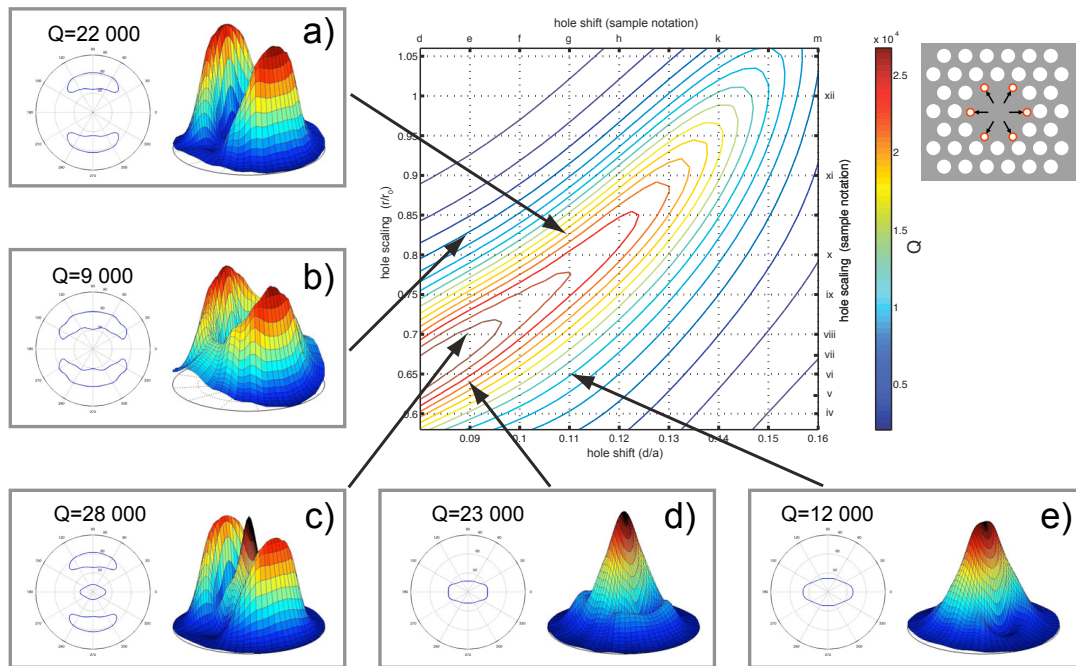 Q=22 000
a)
Q=9 000
b)
Q=28 000
c)
Q=23 000
d)
Q=12 000
e)
hole shift (sample notation)
d e f g h k m
1.05
1
0.95
0.9
0.85
0.8
0.75
0.7
0.65
0.6
hole scaling (r/r0)
0.09 0.1 0.11 0.12 0.13 0.14 0.15 0.16
hole shift (d/a)
xii
xi
x
ix
viii
vii
vi
v
iv
hole scaling (sample notation)
x 10⁴
2.5
2
1.5
1
0.5
Q